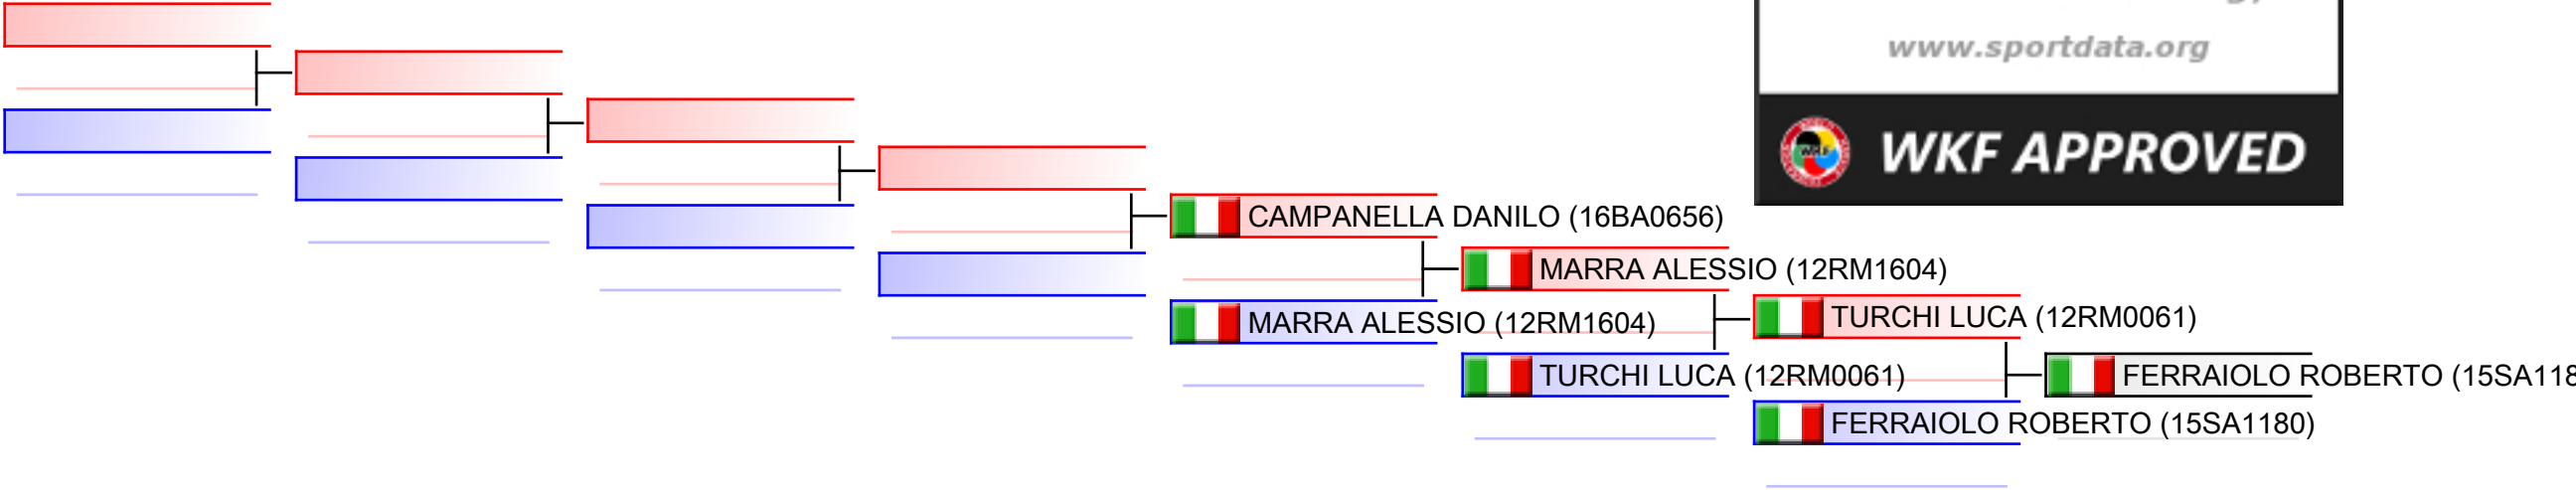 www.sportdata.org
WKF APPROVED
CAMPANELLA DANILO (16BA0656)
MARRA ALESSIO (12RM1604)
TURCHI LUCA (12RM0061)
MARRA ALESSIO (12RM1604)
TURCHI LUCA (12RM0061)
FERRAIOLO ROBERTO (15SA118
FERRAIOLO ROBERTO (15SA1180)